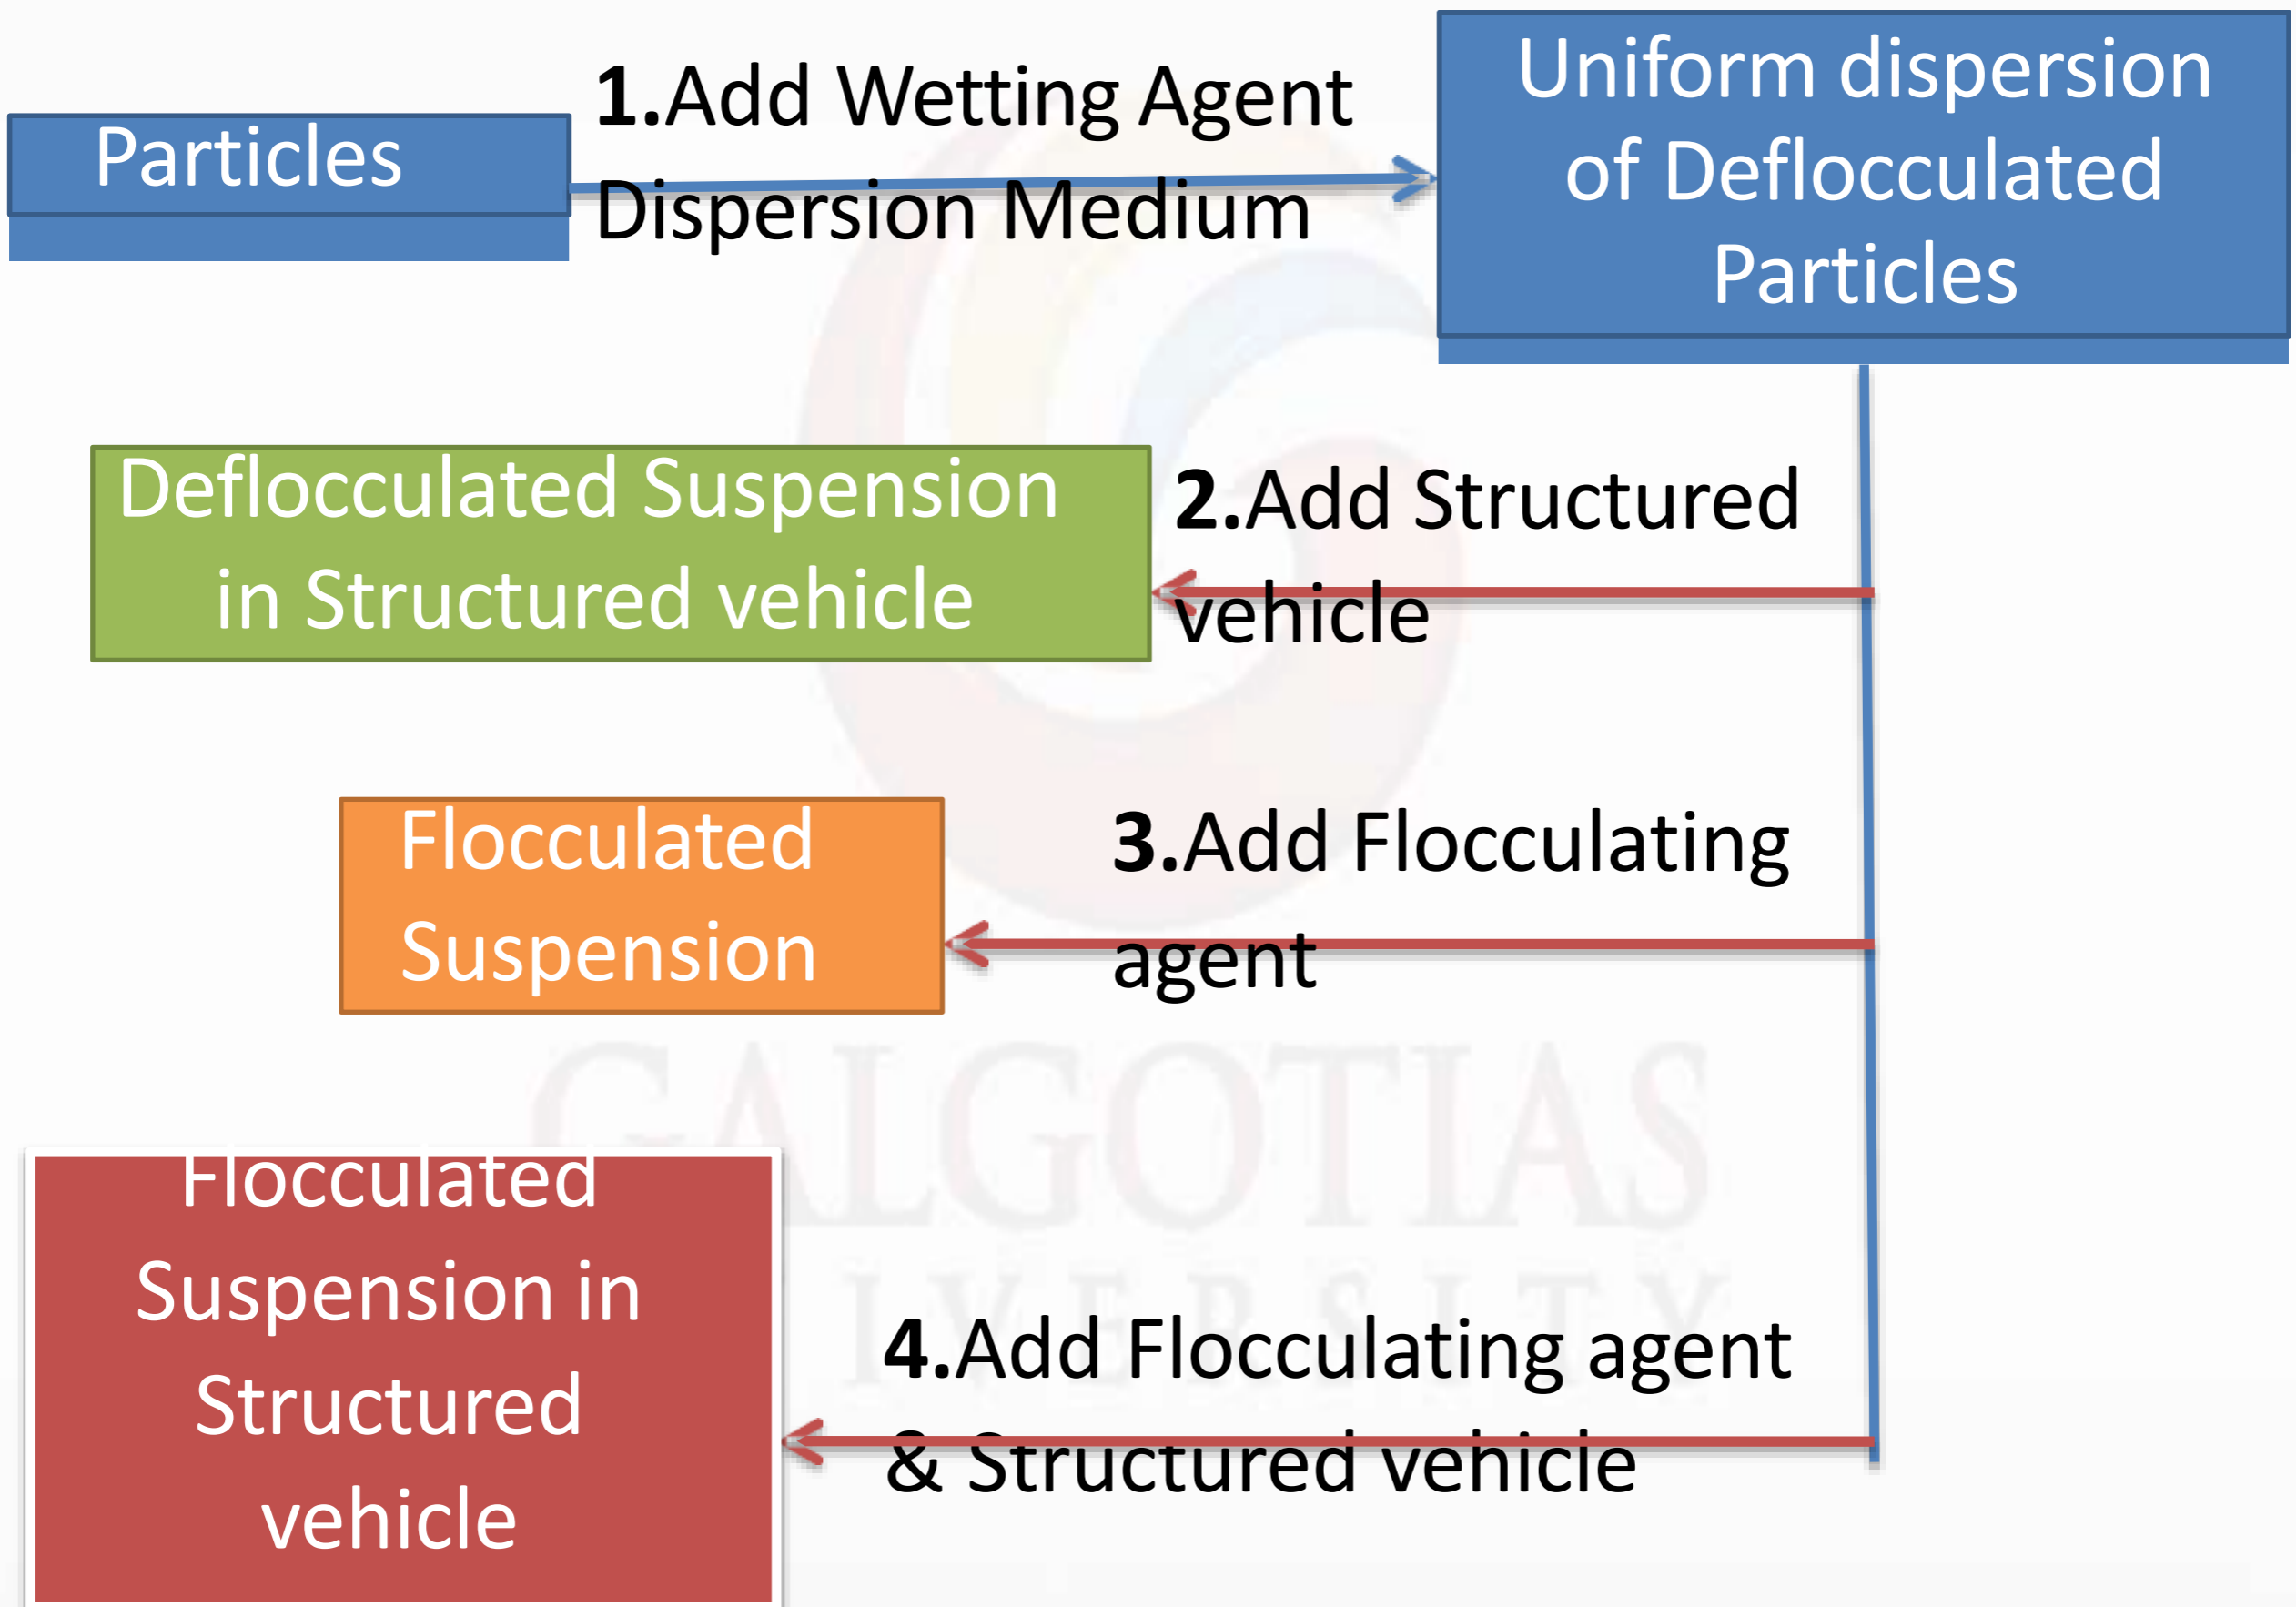 Particles
1.Add Wetting Agent
Dispersion Medium
Uniform dispersion
of Deflocculated
Particles
Deflocculated Suspension
in Structured vehicle
2.Add Structured
vehicle
Flocculated
Suspension
3.Add Flocculating
agent
Flocculated
Suspension in
Structured
vehicle
4.Add Flocculating agent
& Structured vehicle
GALGOTIAS
IVERSITY